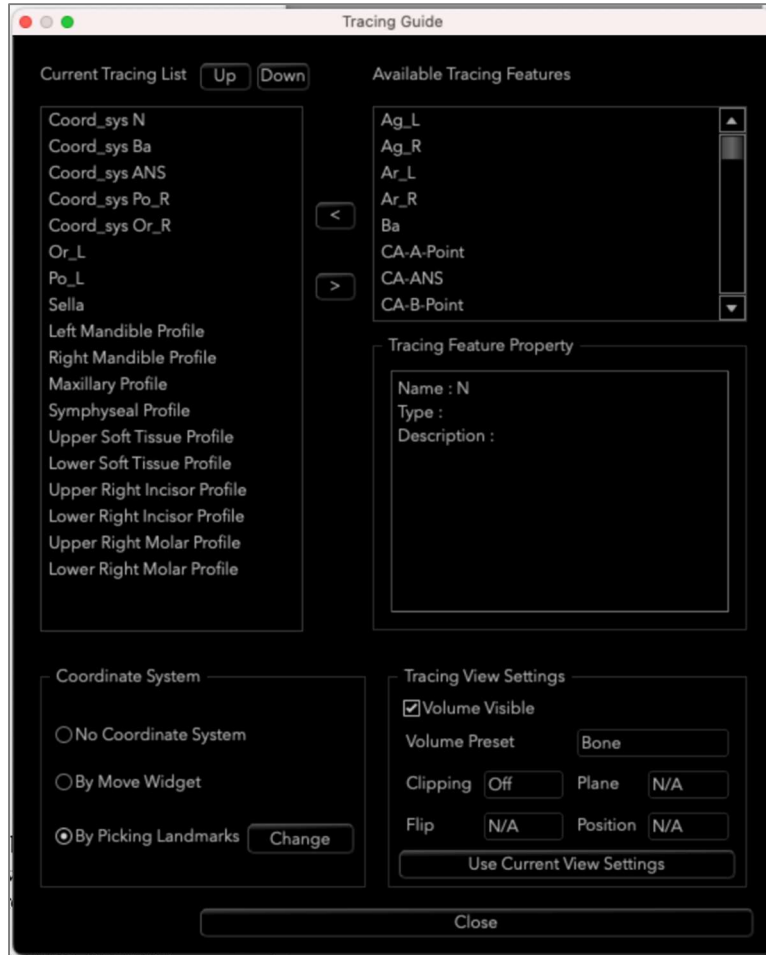 Tracing Guide
Current Tracing List Up Down
Coord_sys N
Coord_sys Ba
Coord_sys ANS
Coord_sys Po_R
Coord_sys Or_R
Or_L
Po_L
Sella
Left Mandible Profile
Right Mandible Profile
Maxillary Profile
Symphyseal Profile
Upper Soft Tissue Profile
Lower Soft Tissue Profile
Upper Right Incisor Profile
Lower Right Incisor Profile
Upper Right Molar Profile
Lower Right Molar Profile
<
>
Available Tracing Features
Ag_L
Ag_R
Ar_L
Ar_R
Ba
CA-A-Point
CA-ANS
CA-B-Point
Tracing Feature Property
Name : N
Type :
Description :
Coordinate System
No Coordinate System
By Move Widget
By Picking Landmarks Change
Tracing View Settings
Volume Visible
Volume Preset Bone
Clipping Off Plane N/A
Flip N/A Position N/A
Use Current View Settings
Close